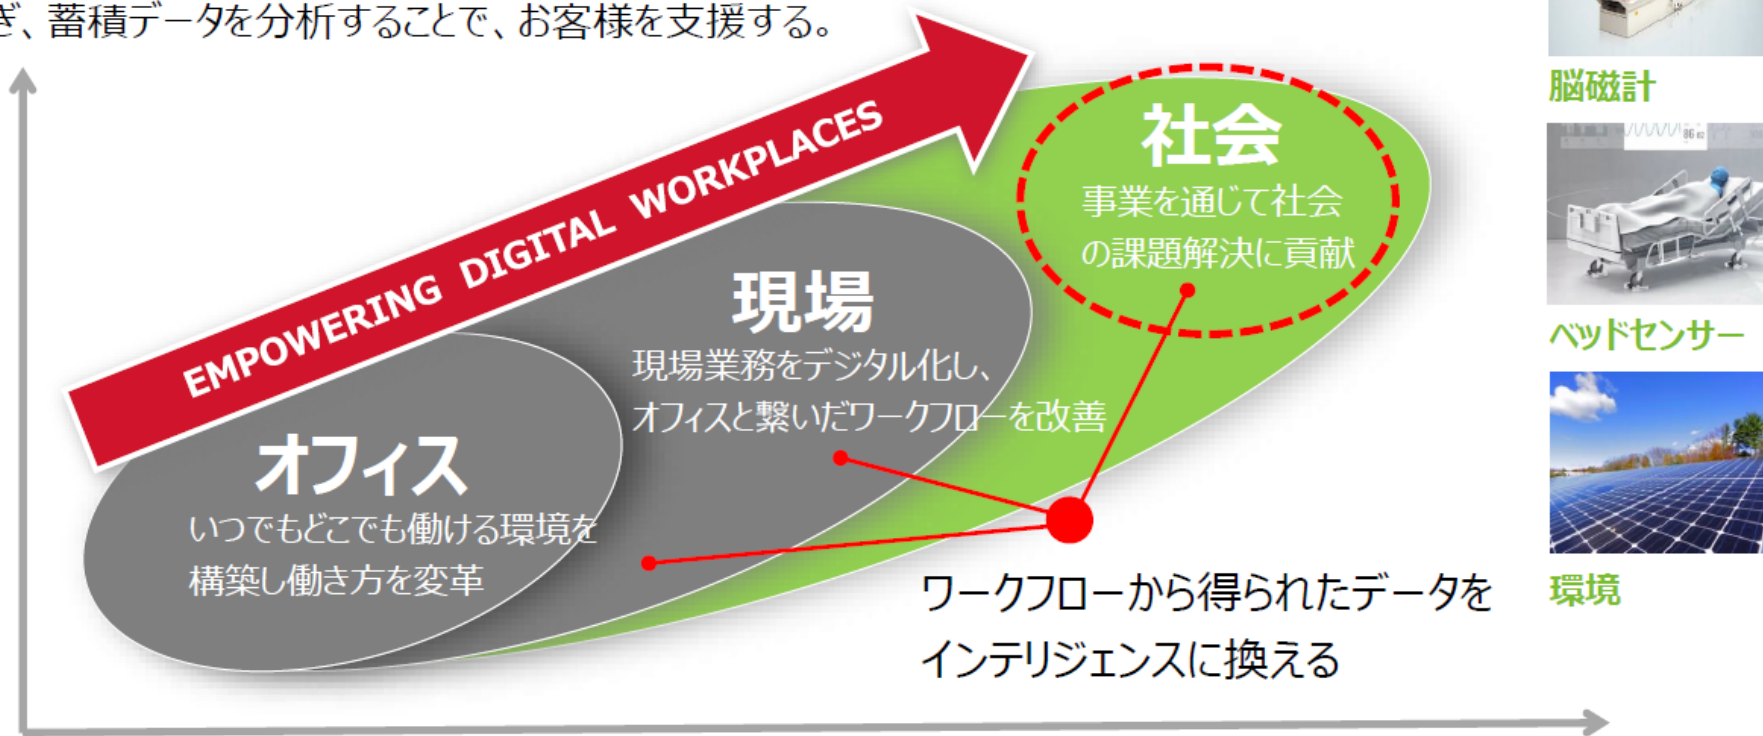 ぎ、蓄積データを分析することで、お客様を支援する。
EMPOWERING DIGITAL WORKPLACES
社会
事業を通じて社会
の課題解決に貢献
現場
現場業務をデジタル化し、
オフィスと繋いだワークフローを改善
オフィス
いつでもどこでも働ける環境を
構築し働き方を変革
ワークフローから得られたデータを
インテリジェンスに換える
脳磁計
86
ベッドセンサー
環境